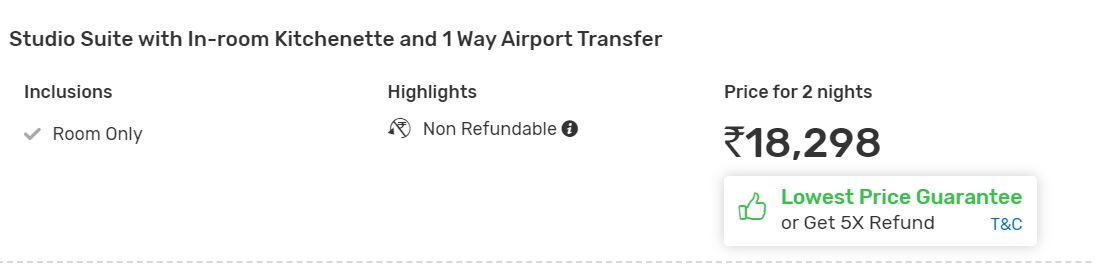 Studio Suite with In-room Kitchenette and 1 Way Airport Transfer
Inclusions
Room Only
Highlights
Non Refundable
Price for 2 nights
₹18,298
Lowest Price Guarantee
or Get 5X Refund T&C